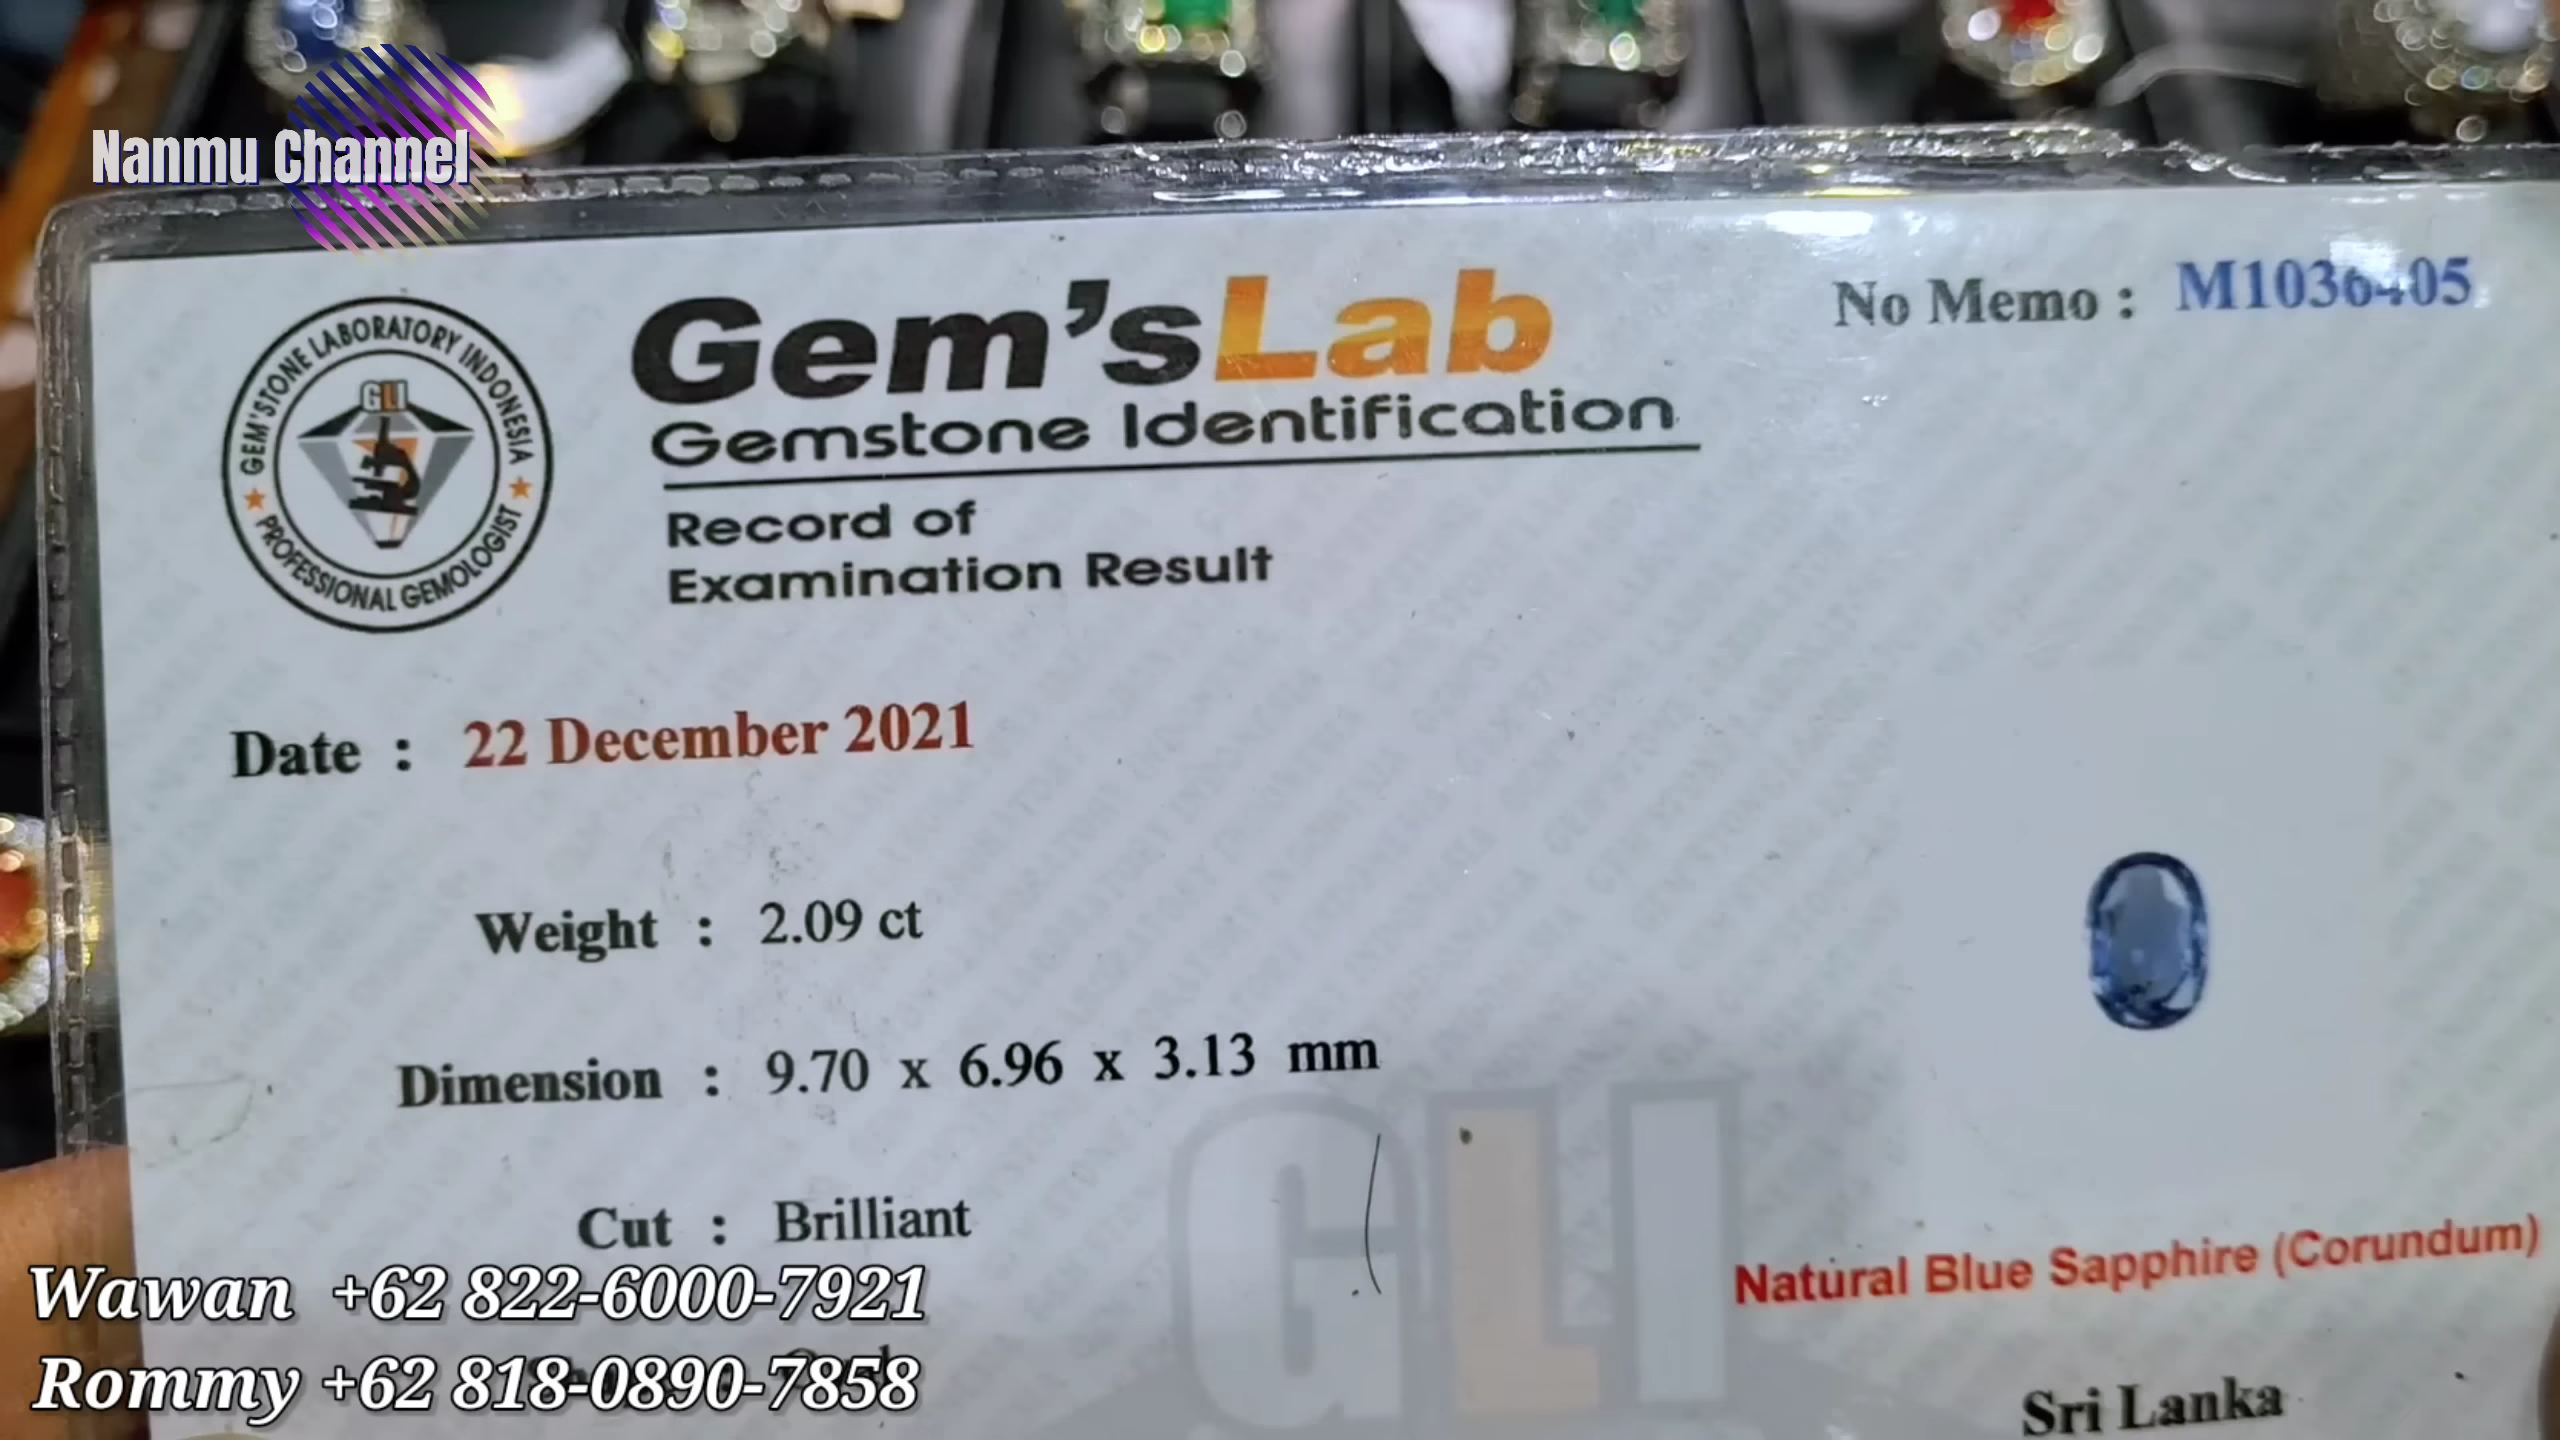 Nanmu Channel
GEM'STONE LABORATORY INDONESIA
GLI
PROFESSIONAL GEMOLOGIST
Gem'sLab
Gemstone Identification
Record of
Examination Result
No Memo : M1036405
Date : 22 December 2021
Weight : 2.09 ct
Dimension : 9.70 x 6.96 x 3.13 mm
Cut : Brilliant
GLI
Natural Blue Sapphire (Corundum)
Sri Lanka
Wawan +62 822-6000-7921
Rommy +62 818-0890-7858